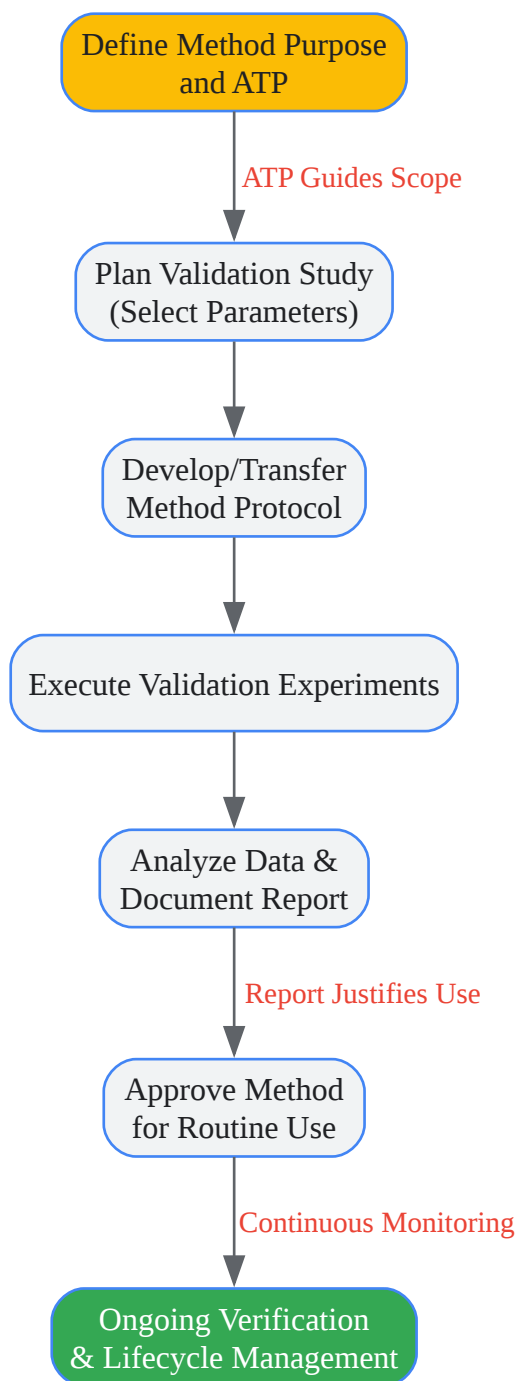 Define Method Purpose
and ATP
ATP Guides Scope
Plan Validation Study
(Select Parameters)
Develop/Transfer
Method Protocol
Execute Validation Experiments
Analyze Data &
Document Report
Report Justifies Use
Approve Method
for Routine Use
Continuous Monitoring
Ongoing Verification
& Lifecycle Management